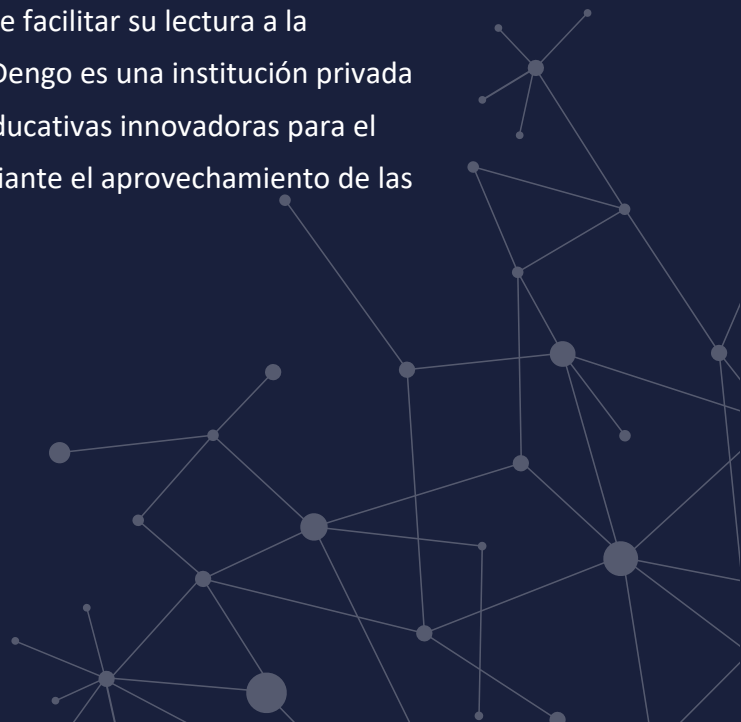 e facilitar su lectura a la
Dengo es una institución privada
ducativas innovadoras para el
iante el aprovechamiento de las